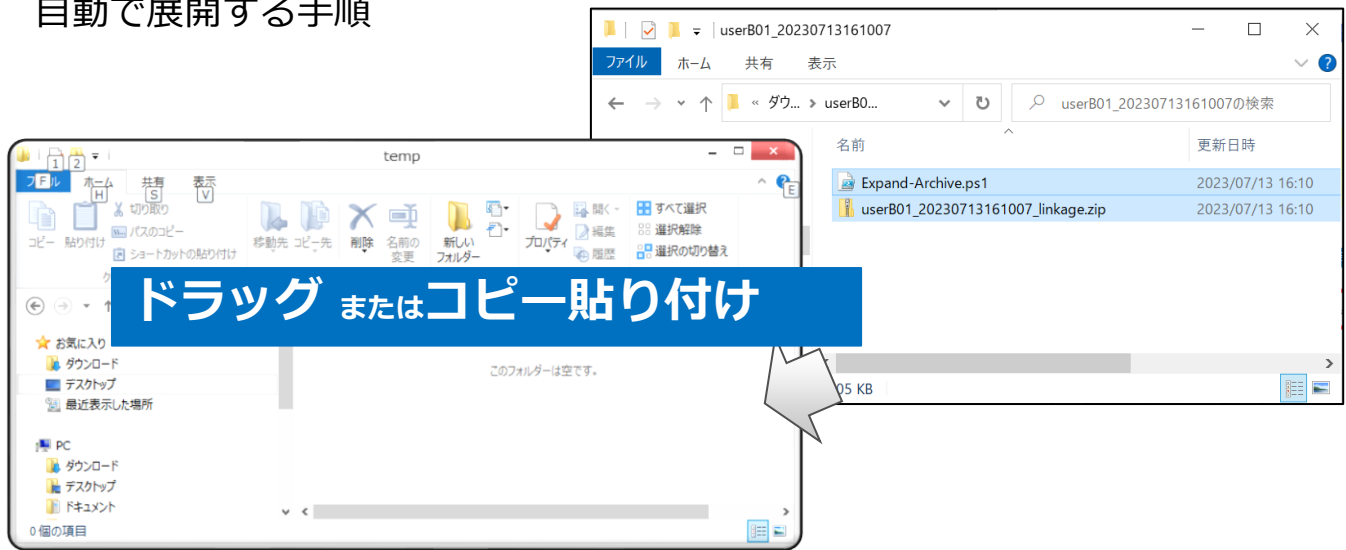 自動で展開する手順
userB01_20230713161007
ファイル ホーム 共有 表示
« ダウ... › userB0...
userB01_20230713161007の検索
名前 更新日時
Expand-Archive.ps1 2023/07/13 16:10
userB01_20230713161007_linkage.zip 2023/07/13 16:10
05 KB
temp
1 2
F ル ホーム 共有 表示
H S V E
コピー 貼り付け
切り取り
パスのコピー
ショートカットの貼り付け
移動先 コピー先 削除 名前の変更
新しいフォルダー
プロパティ
開く
編集
履歴
すべて選択
選択解除
選択の切り替え
ドラッグ または コピー貼り付け
お気に入り
ダウンロード
デスクトップ
最近表示した場所
このフォルダーは空です。
PC
ダウンロード
デスクトップ
ドキュメント
0 個の項目